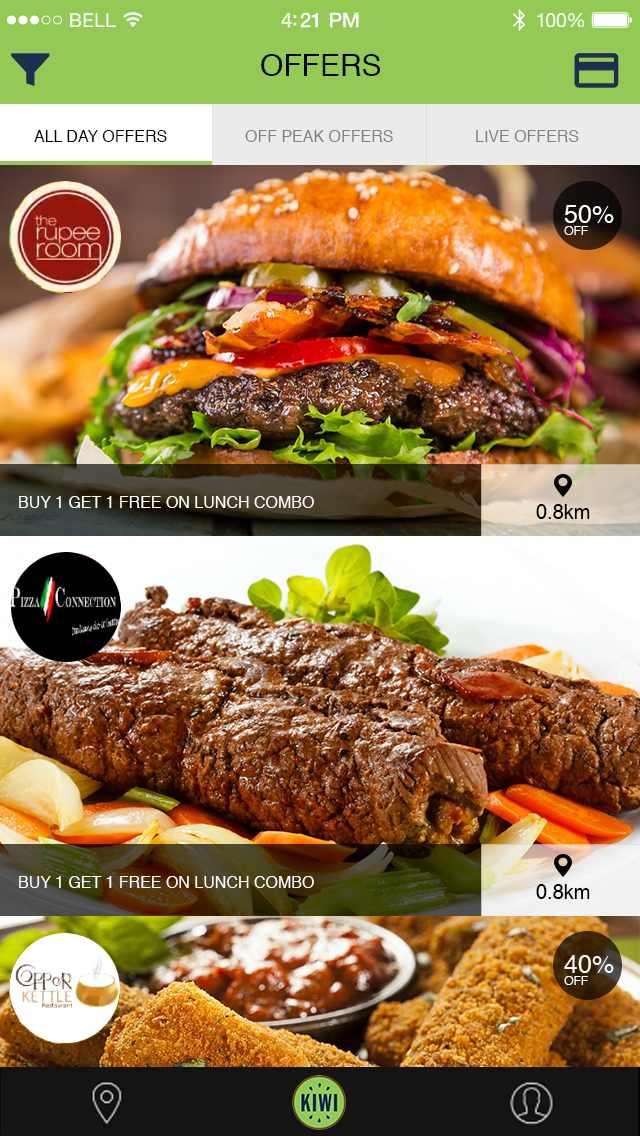 BELL
4:21 PM
100%
OFFERS
ALL DAY OFFERS
OFF PEAK OFFERS
LIVE OFFERS
the
rupee
room
50%
OFF
BUY 1 GET 1 FREE ON LUNCH COMBO
0.8km
PIZZA CONNECTION
BUY 1 GET 1 FREE ON LUNCH COMBO
0.8km
COPPER
KETTLE
Restaurant
40%
OFF
KIWI